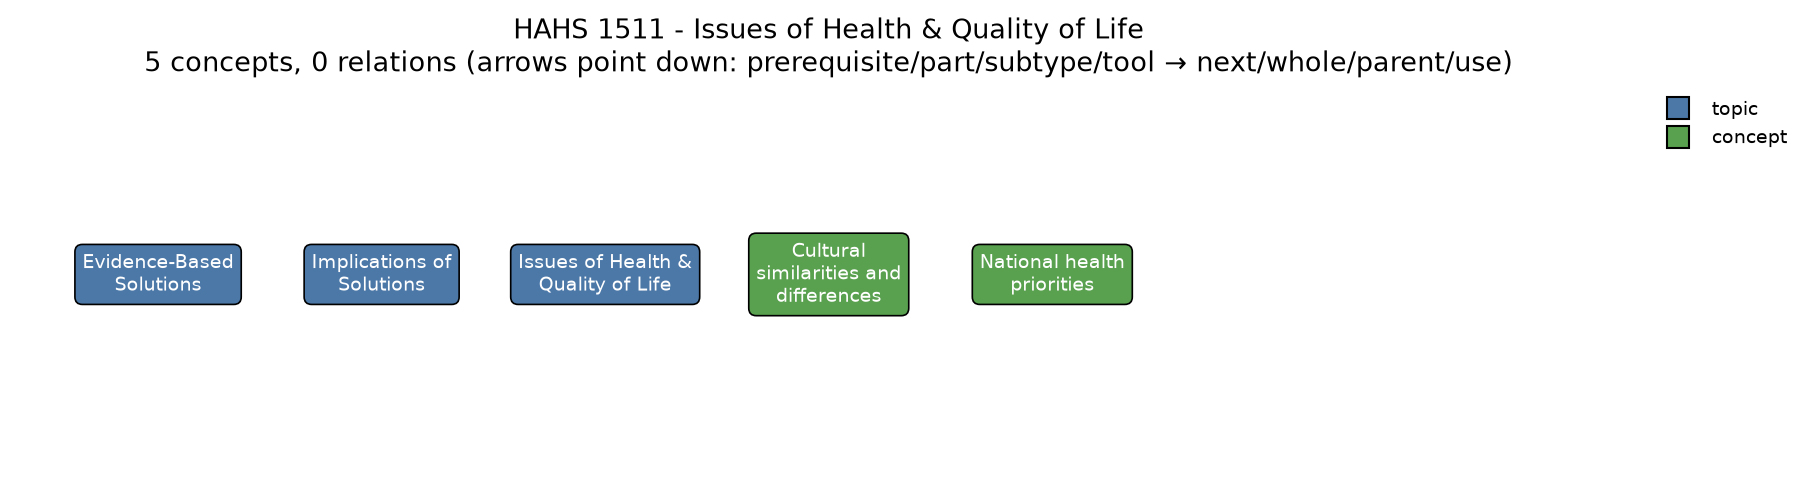 HAHS 1511 - Issues of Health & Quality of Life
5 concepts, 0 relations (arrows point down: prerequisite/part/subtype/tool → next/whole/parent/use)
topic
concept
Evidence-Based
Solutions
Implications of
Solutions
Issues of Health &
Quality of Life
Cultural
similarities and
differences
National health
priorities